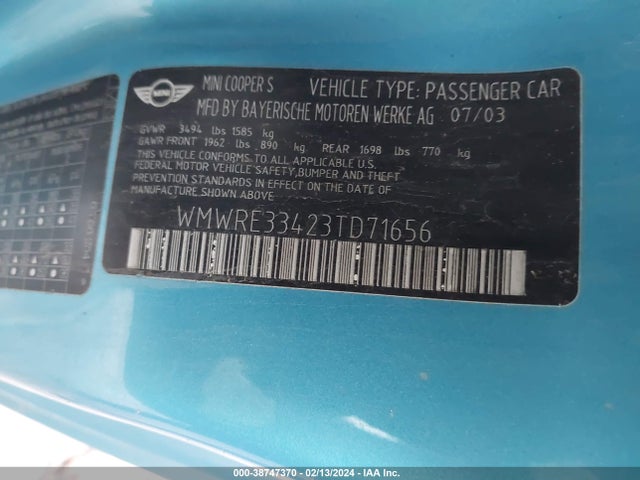 MINI
MINI COOPER S VEHICLE TYPE: PASSENGER CAR
MFD BY BAYERISCHE MOTOREN WERKE AG 07/03
GVWR 3494 lbs 1585 kg
GAWR FRONT 1962 lbs 890 kg REAR 1698 lbs 770 kg
THIS VEHICLE CONFORMS TO ALL APPLICABLE U.S.
FEDERAL MOTOR VEHICLE SAFETY,BUMPER AND THEFT
PREVENTION STANDARDS IN EFFECT ON THE DATE OF
MANUFACTURE SHOWN ABOVE
WMWRE33423TD71656
000-38747370 - 02/13/2024 - IAA Inc.